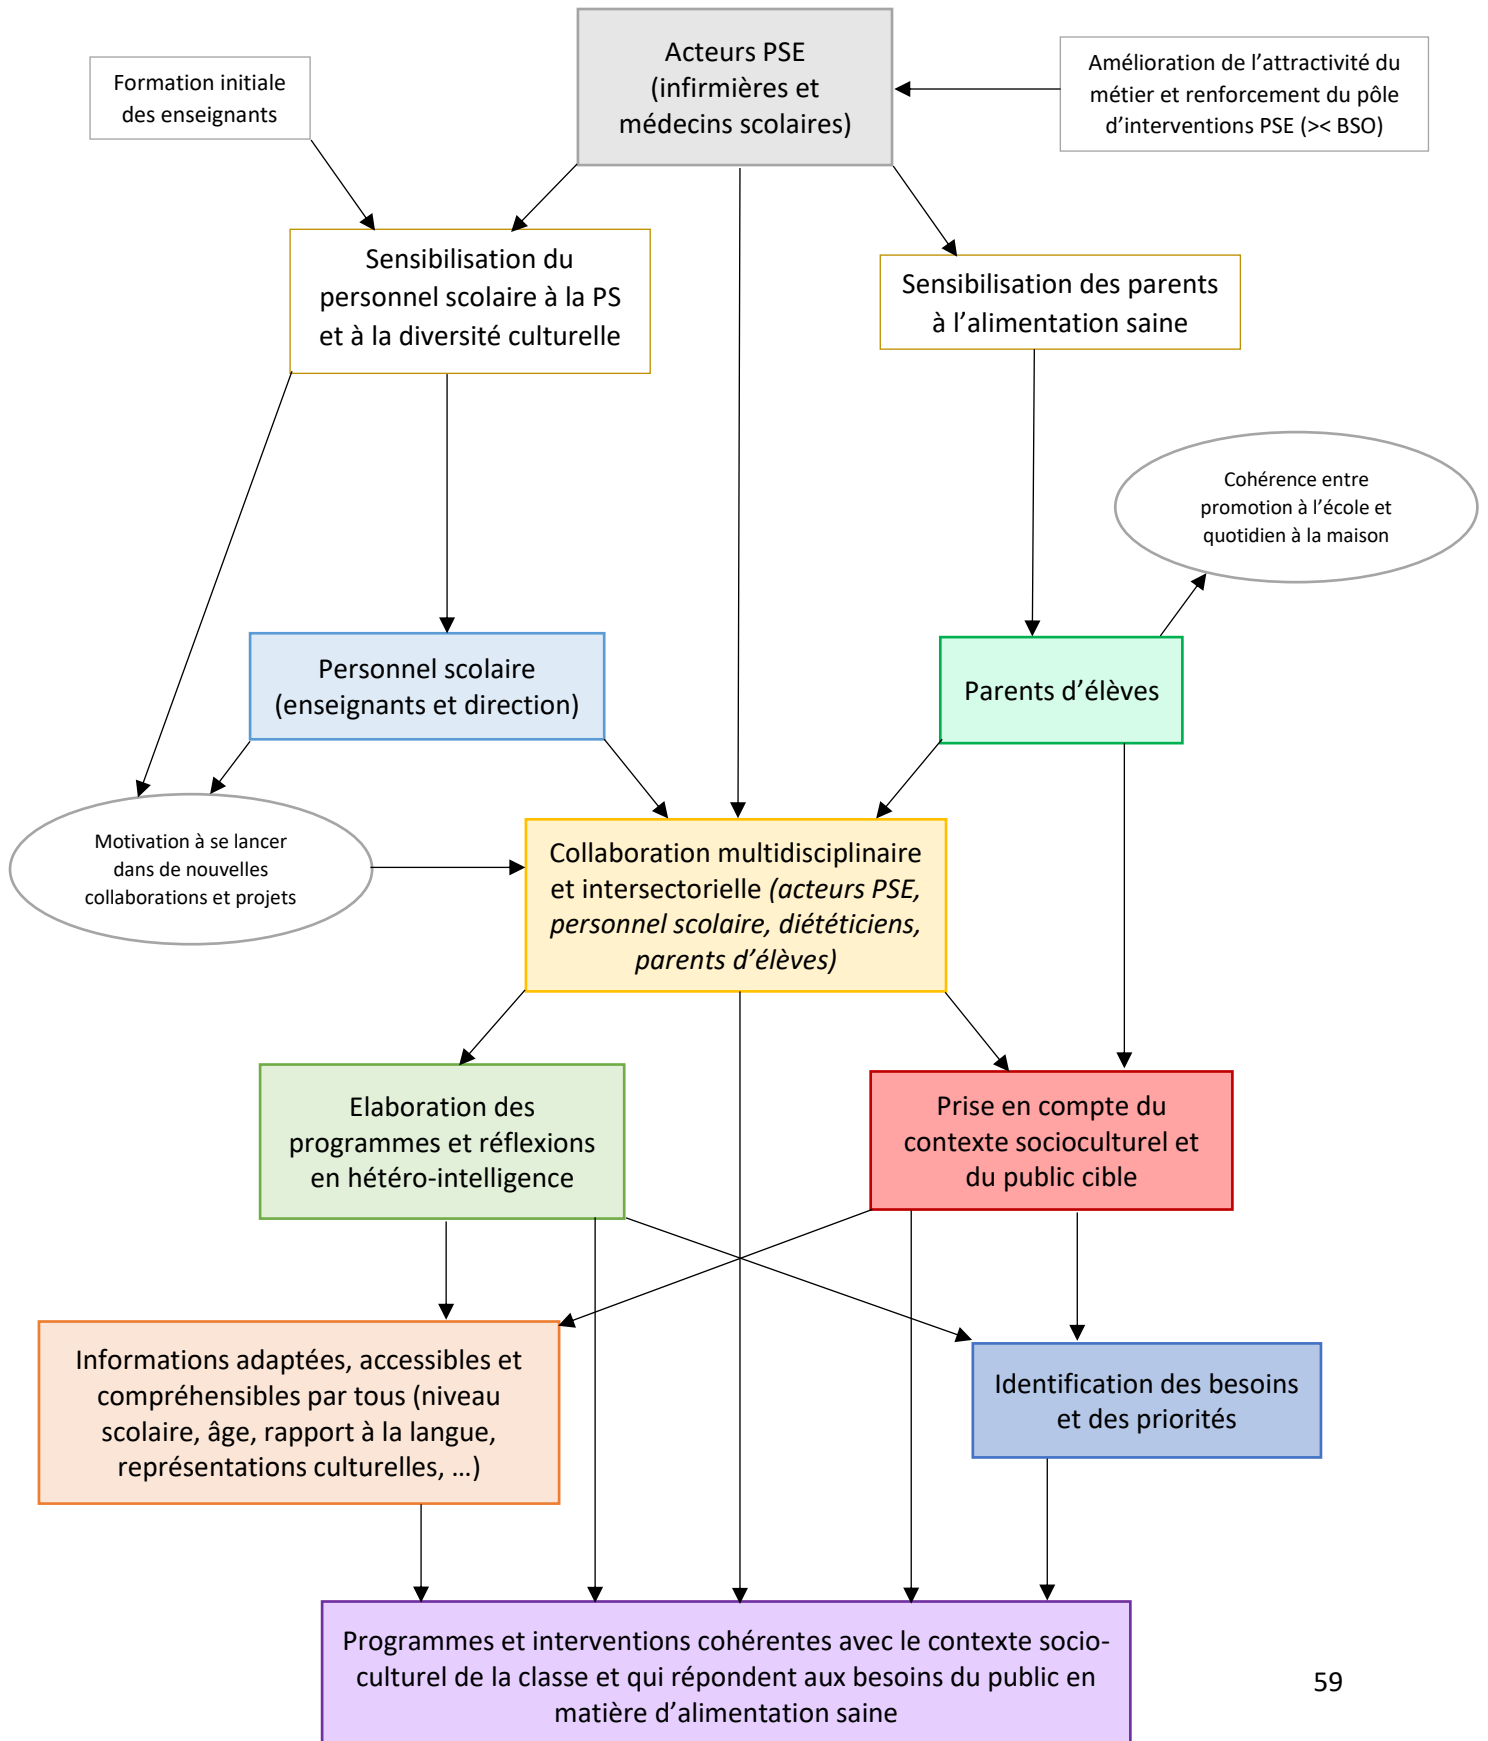 Acteurs PSE
(infirmières et
médecins scolaires)
Formation initiale
des enseignants
Amélioration de l’attractivité du
métier et renforcement du pôle
d’interventions PSE (>< BSO)
Sensibilisation du
personnel scolaire à la PS
et à la diversité culturelle
Sensibilisation des parents
à l’alimentation saine
Cohérence entre
promotion à l’école et
quotidien à la maison
Personnel scolaire
(enseignants et direction)
Parents d’élèves
Motivation à se lancer
dans de nouvelles
collaborations et projets
Collaboration multidisciplinaire
et intersectorielle (acteurs PSE,
personnel scolaire, diététiciens,
parents d’élèves)
Elaboration des
programmes et réflexions
en hétéro-intelligence
Prise en compte du
contexte socioculturel et
du public cible
Informations adaptées, accessibles et
compréhensibles par tous (niveau
scolaire, âge, rapport à la langue,
représentations culturelles, …)
Identification des besoins
et des priorités
Programmes et interventions cohérentes avec le contexte socio-
culturel de la classe et qui répondent aux besoins du public en
matière d’alimentation saine
59